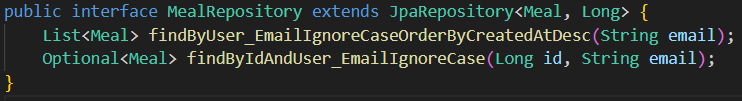 public interface MealRepository extends JpaRepository<Meal, Long> {
    List<Meal> findByUser_EmailIgnoreCaseOrderByCreatedAtDesc(String email);
    Optional<Meal> findByIdAndUser_EmailIgnoreCase(Long id, String email);
}